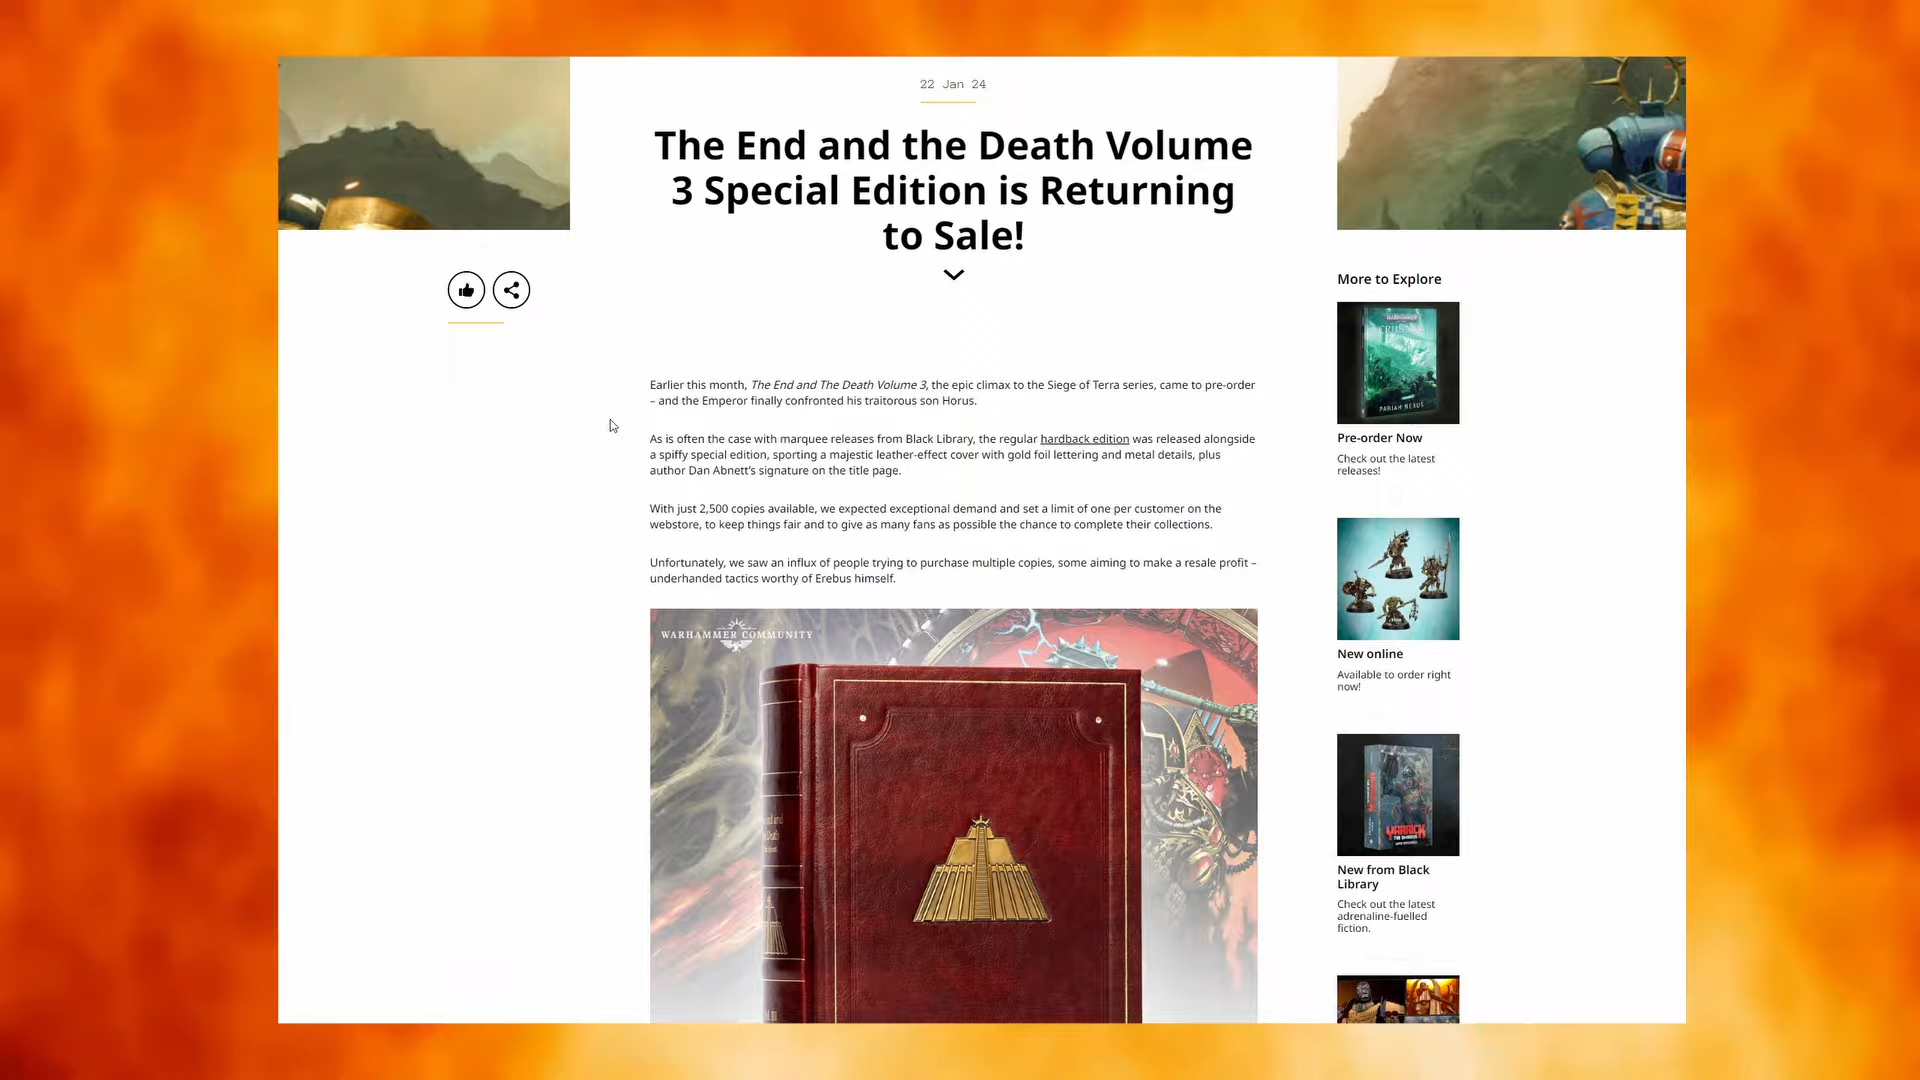 22 Jan 24
The End and the Death Volume
3 Special Edition is Returning
to Sale!
Earlier this month, The End and The Death Volume 3, the epic climax to the Siege of Terra series, came to pre-order
– and the Emperor finally confronted his traitorous son Horus.
As is often the case with marquee releases from Black Library, the regular hardback edition was released alongside
a spiffy special edition, sporting a majestic leather-effect cover with gold foil lettering and metal details, plus
author Dan Abnett’s signature on the title page.
With just 2,500 copies available, we expected exceptional demand and set a limit of one per customer on the
webstore, to keep things fair and to give as many fans as possible the chance to complete their collections.
Unfortunately, we saw an influx of people trying to purchase multiple copies, some aiming to make a resale profit –
underhanded tactics worthy of Erebus himself.
WARHAMMER COMMUNITY
More to Explore
WARHAMMER
PARIAH NEXUS
Pre-order Now
Check out the latest
releases!
New online
Available to order right
now!
YARRICK
New from Black
Library
Check out the latest
adrenaline-fuelled
fiction.